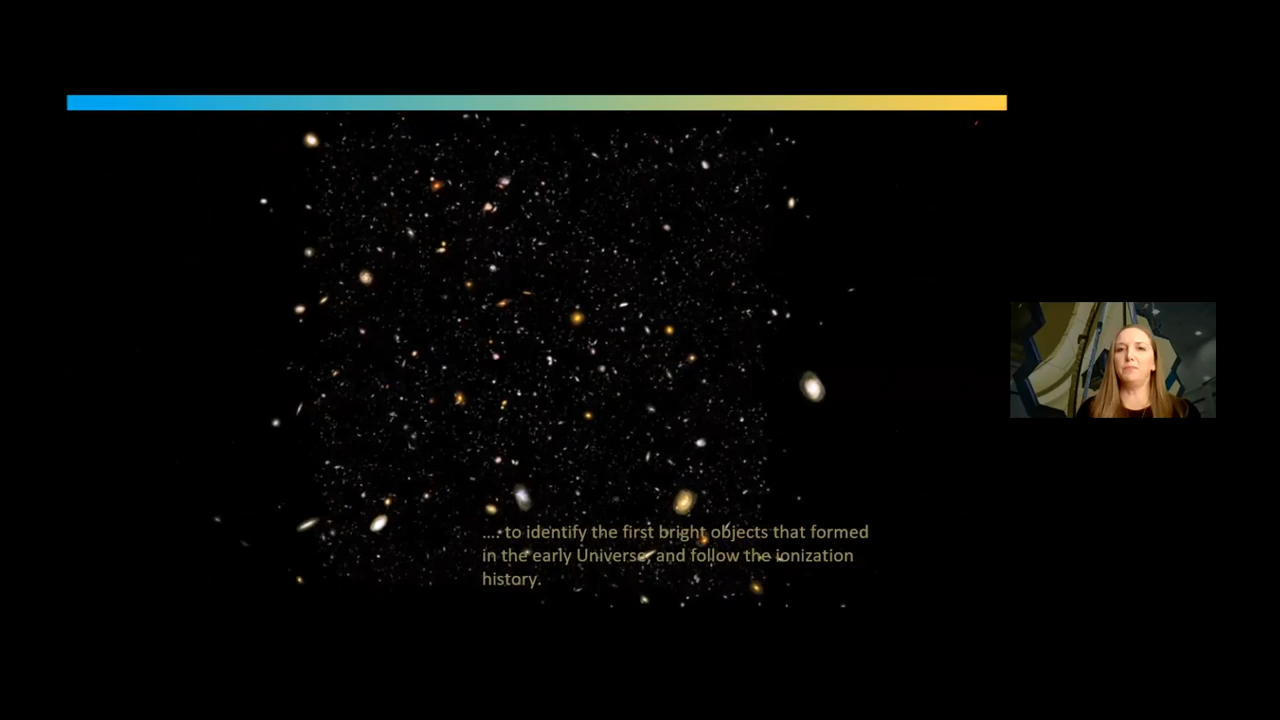 .... to identify the first bright objects that formed
in the early Universe, and follow the ionization
history.